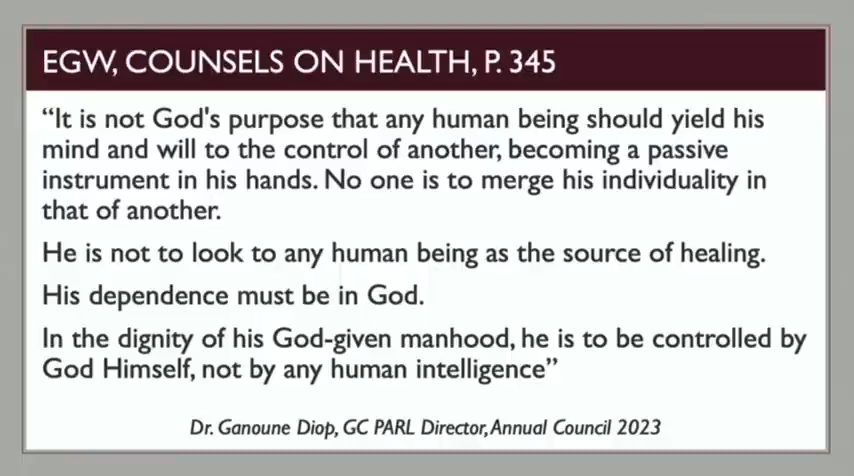 EGW, COUNSELS ON HEALTH, P. 345
“It is not God's purpose that any human being should yield his
mind and will to the control of another, becoming a passive
instrument in his hands. No one is to merge his individuality in
that of another.
He is not to look to any human being as the source of healing.
His dependence must be in God.
In the dignity of his God-given manhood, he is to be controlled by
God Himself, not by any human intelligence”
Dr. Ganoune Diop, GC PARL Director, Annual Council 2023